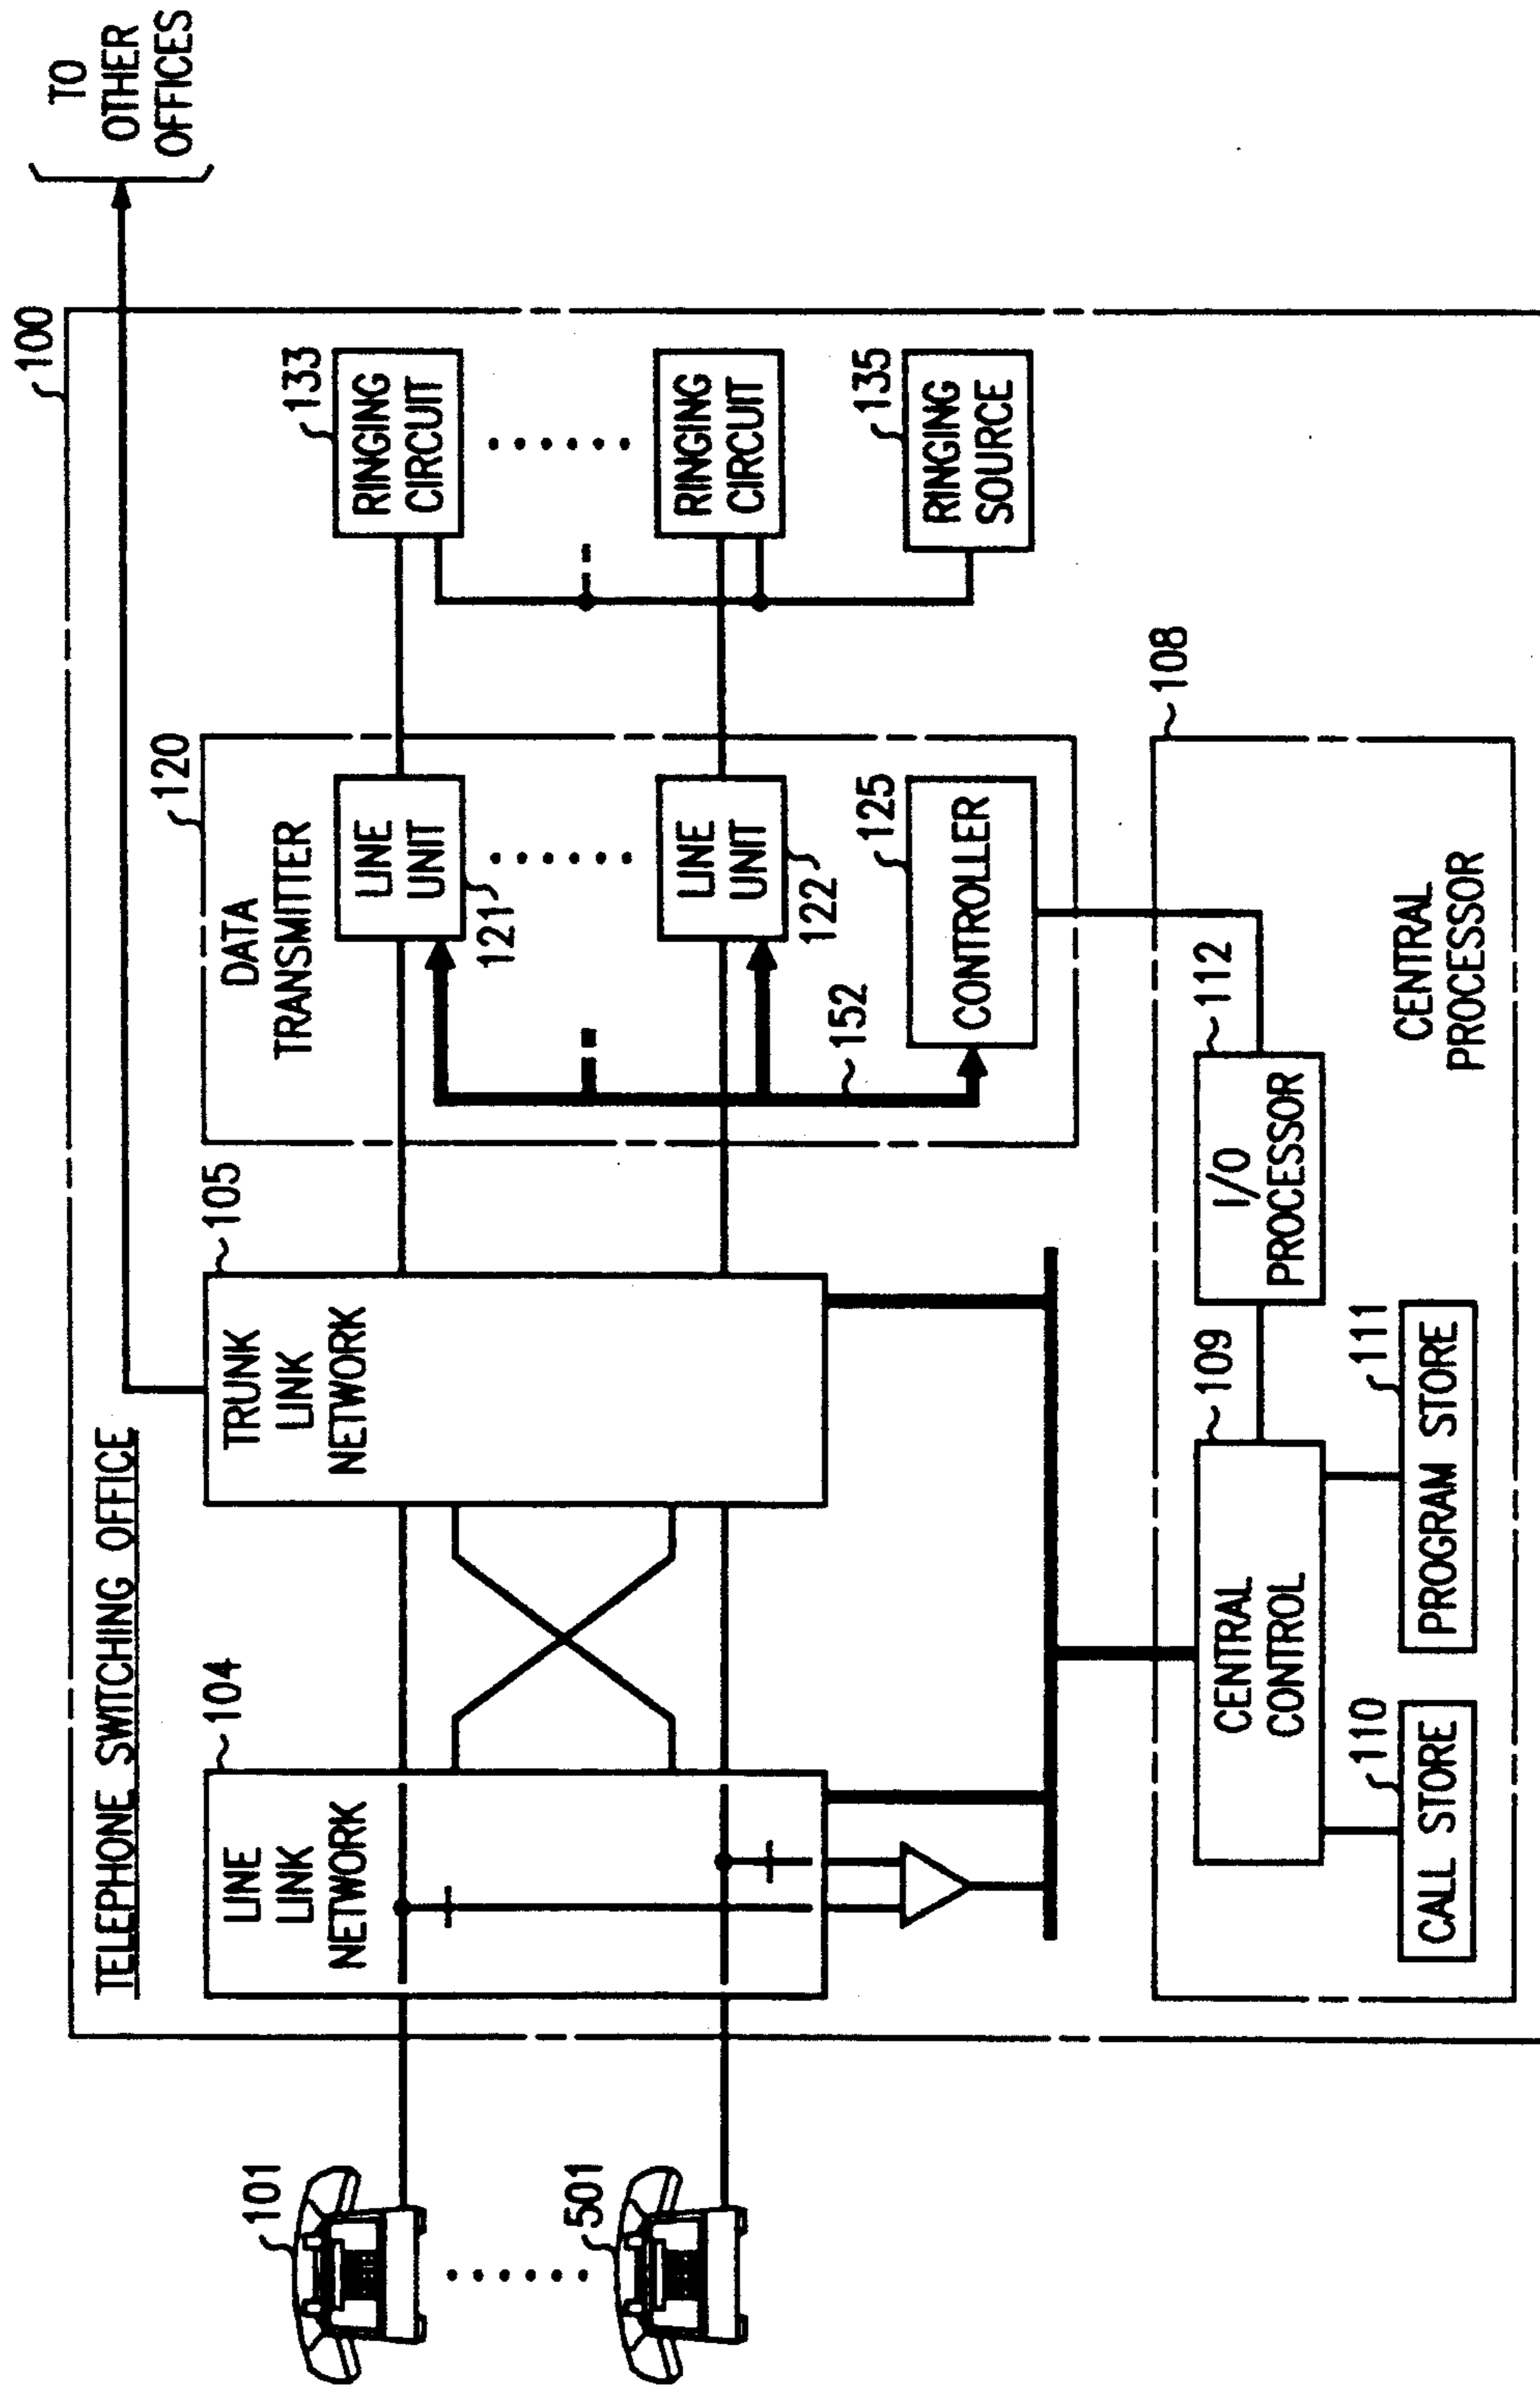 TO
OTHER
OFFICES
100
TELEPHONE SWITCHING OFFICE
101
501
LINE
LINK
NETWORK
104
TRUNK
LINK
NETWORK
105
DATA
TRANSMITTER
120
LINE
UNIT
121
LINE
UNIT
122
CONTROLLER
125
152
RINGING
CIRCUIT
133
RINGING
CIRCUIT
RINGING
SOURCE
135
108
CENTRAL
CONTROL
109
I/O
PROCESSOR
112
CALL STORE
110
PROGRAM STORE
111
CENTRAL
PROCESSOR